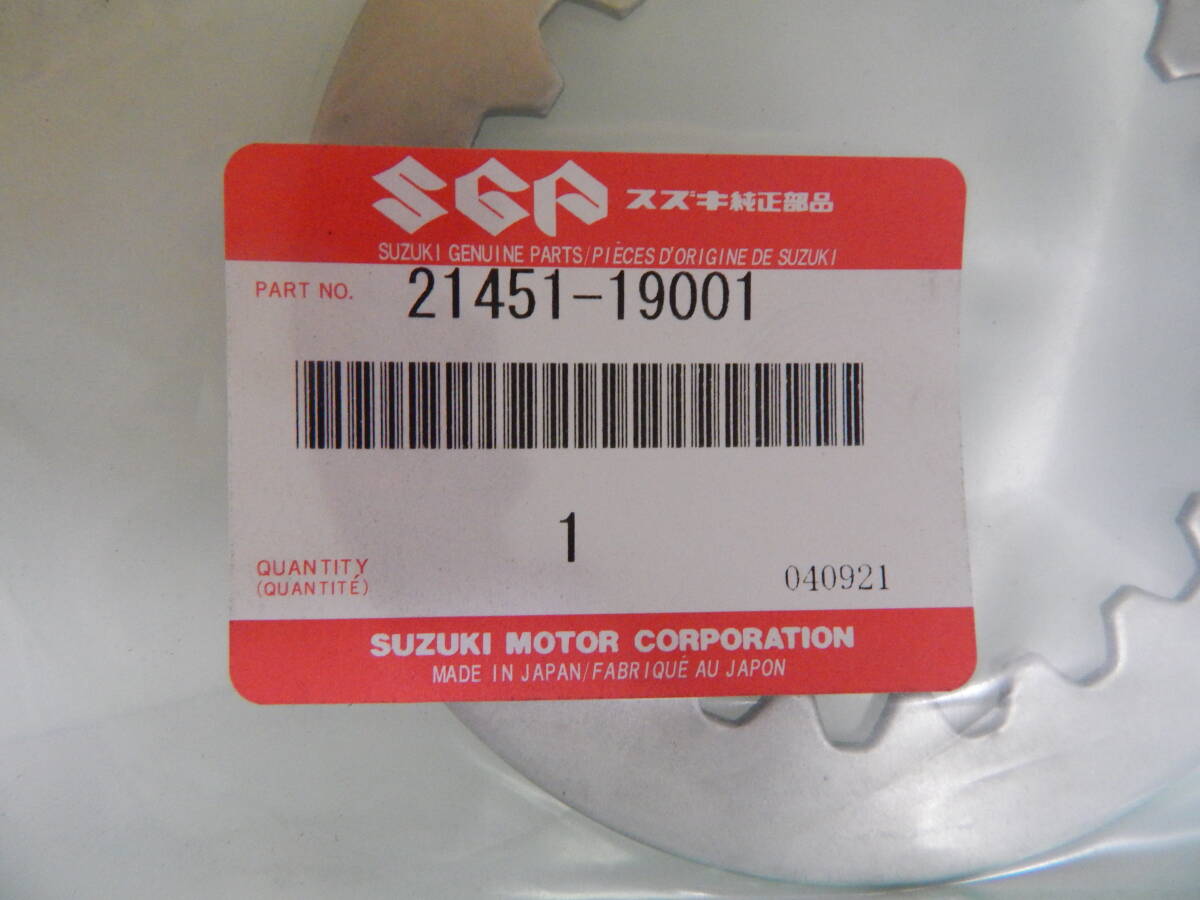 SGP スズキ純正部品
SUZUKI GENUINE PARTS/PIÈCES D'ORIGINE DE SUZUKI
PART NO. 21451-19001
1
QUANTITY
(QUANTITÉ)
040921
SUZUKI MOTOR CORPORATION
MADE IN JAPAN/FABRIQUÉ AU JAPON